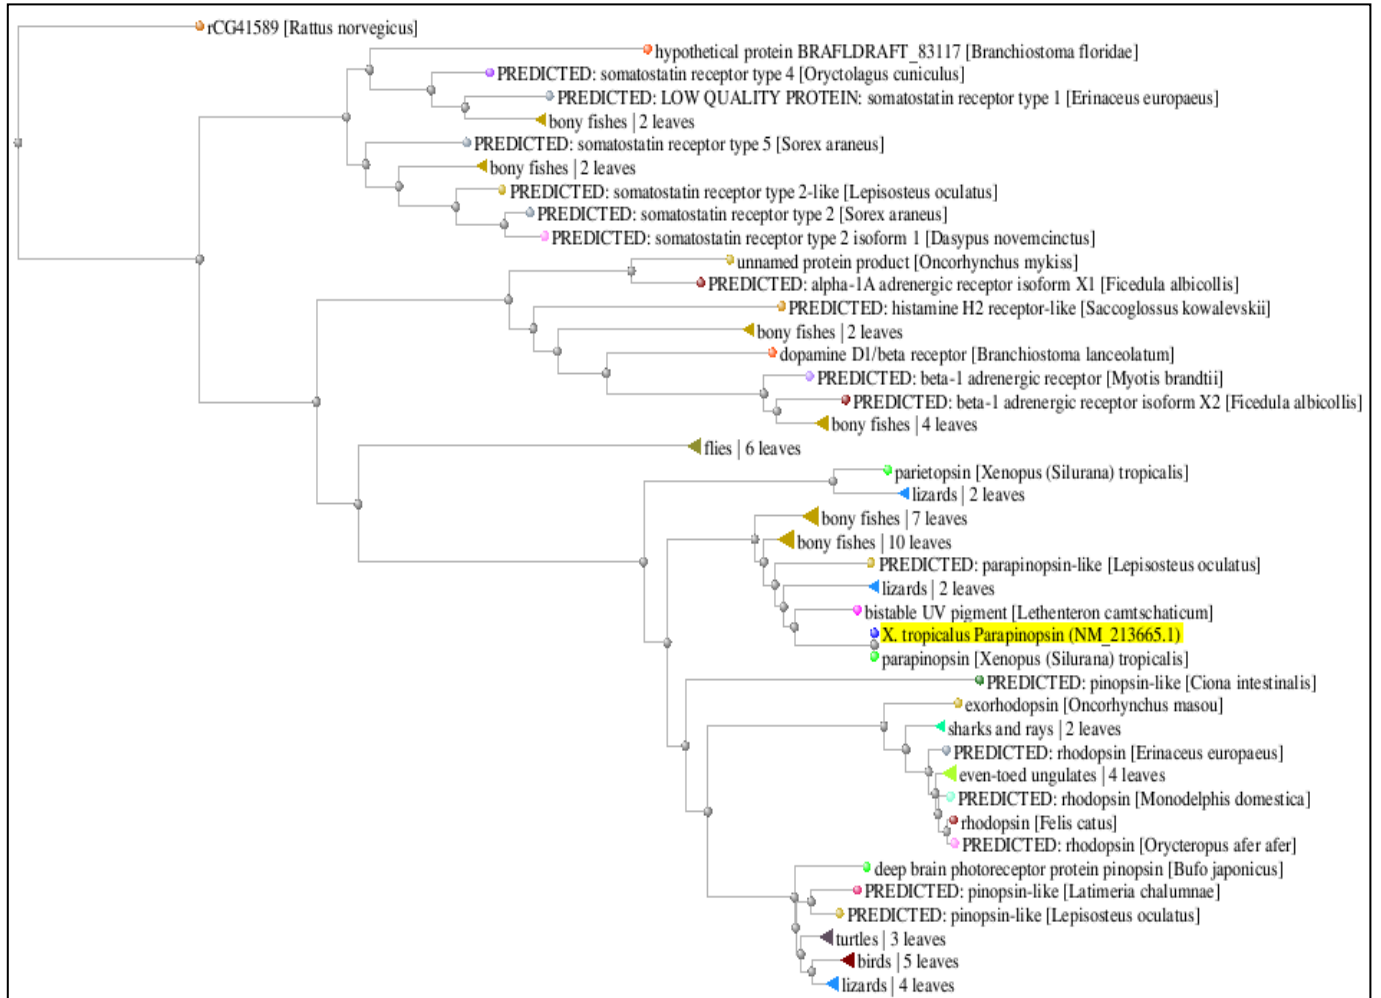 rCG41589 [Rattus norvegicus]
hypothetical protein BRAFLDRAFT_83117 [Branchiostoma floridae]
PREDICTED: somatostatin receptor type 4 [Oryctolagus cuniculus]
PREDICTED: LOW QUALITY PROTEIN: somatostatin receptor type 1 [Erinaceus europaeus]
bony fishes | 2 leaves
PREDICTED: somatostatin receptor type 5 [Sorex araneus]
bony fishes | 2 leaves
PREDICTED: somatostatin receptor type 2-like [Lepisosteus oculatus]
PREDICTED: somatostatin receptor type 2 [Sorex araneus]
PREDICTED: somatostatin receptor type 2 isoform 1 [Dasypus novemcinctus]
unnamed protein product [Oncorhynchus mykiss]
PREDICTED: alpha-1A adrenergic receptor isoform X1 [Ficedula albicollis]
PREDICTED: histamine H2 receptor-like [Saccoglossus kowalevskii]
bony fishes | 2 leaves
dopamine D1/beta receptor [Branchiostoma lanceolatum]
PREDICTED: beta-1 adrenergic receptor [Myotis brandtii]
PREDICTED: beta-1 adrenergic receptor isoform X2 [Ficedula albicollis]
bony fishes | 4 leaves
flies | 6 leaves
parietopsin [Xenopus (Silurana) tropicalis]
lizards | 2 leaves
bony fishes | 7 leaves
bony fishes | 10 leaves
PREDICTED: parapinopsin-like [Lepisosteus oculatus]
lizards | 2 leaves
bistable UV pigment [Lethenteron camtschaticum]
X. tropicalus Parapinopsin (NM_213665.1)
parapinopsin [Xenopus (Silurana) tropicalis]
PREDICTED: pinopsin-like [Ciona intestinalis]
exorhodopsin [Oncorhynchus masou]
sharks and rays | 2 leaves
PREDICTED: rhodopsin [Erinaceus europaeus]
even-toed ungulates | 4 leaves
PREDICTED: rhodopsin [Monodelphis domestica]
rhodopsin [Felis catus]
PREDICTED: rhodopsin [Orycteropus afer afer]
deep brain photoreceptor protein pinopsin [Bufo japonicus]
PREDICTED: pinopsin-like [Latimeria chalumnae]
PREDICTED: pinopsin-like [Lepisosteus oculatus]
turtles | 3 leaves
birds | 5 leaves
lizards | 4 leaves